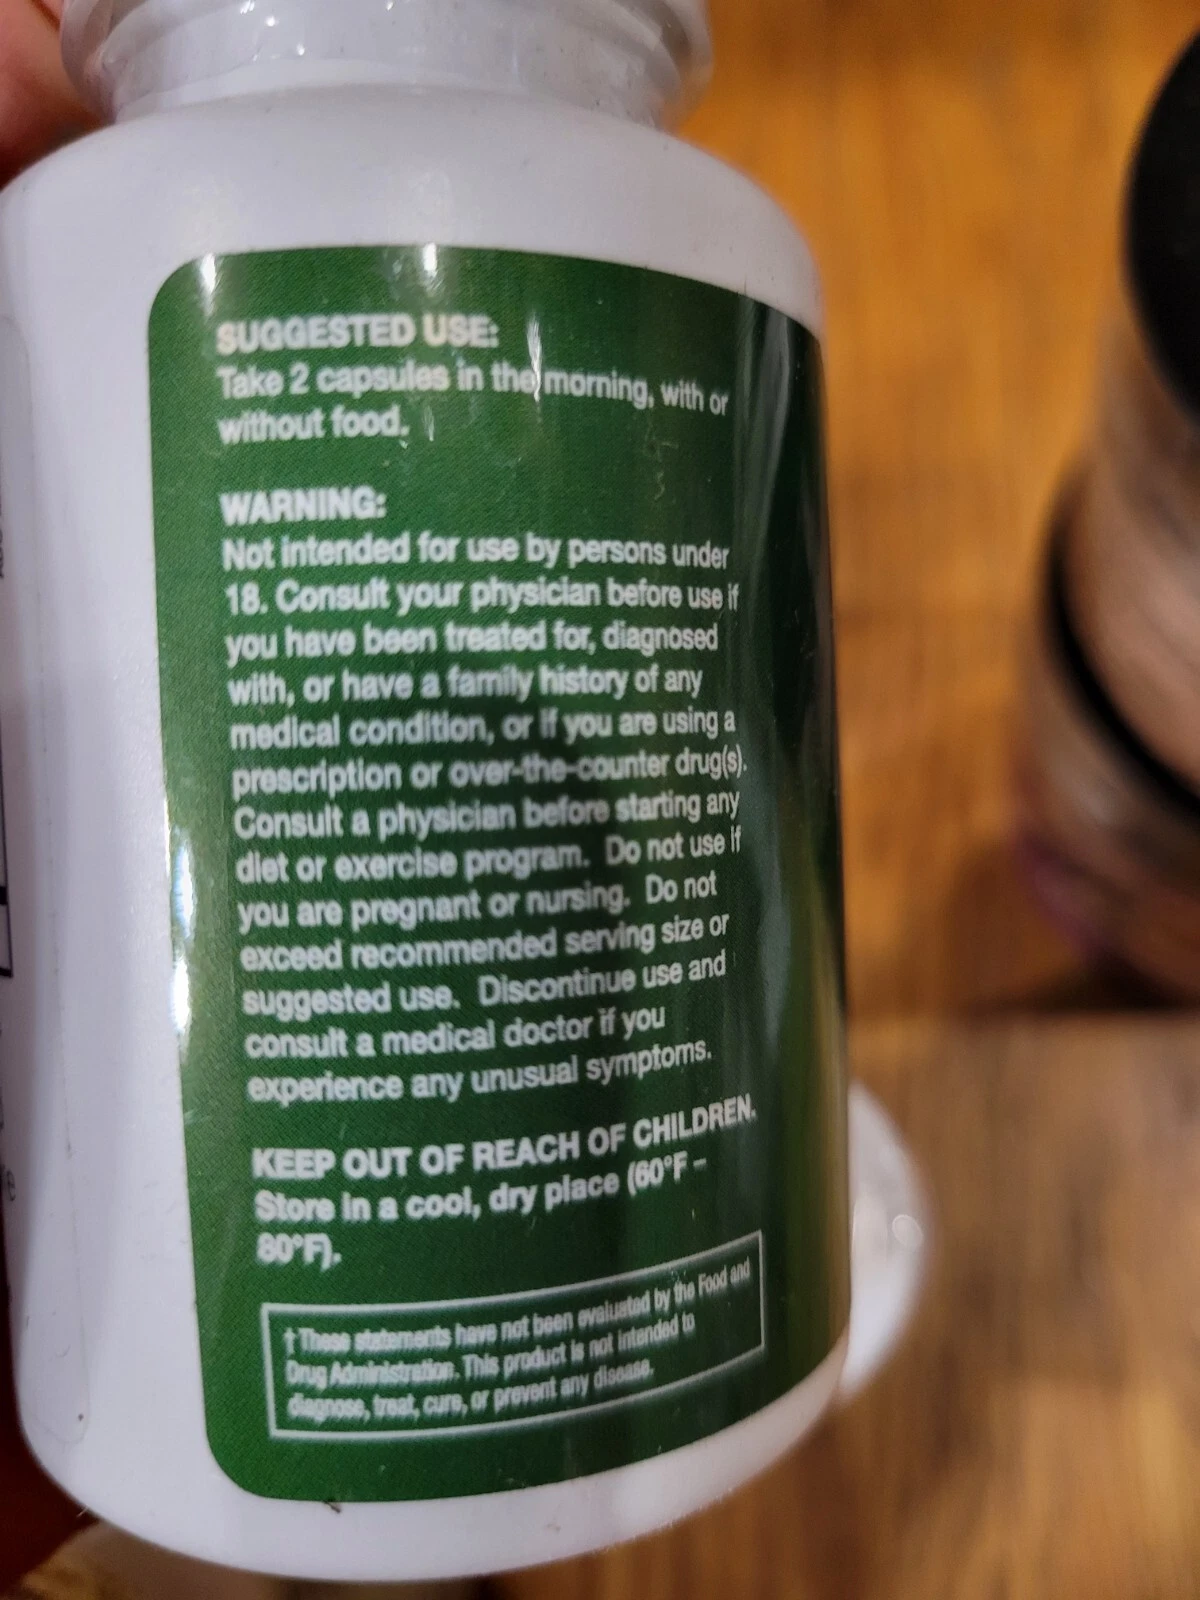 SUGGESTED USE:
Take 2 capsules in the morning, with or
without food.
WARNING:
Not intended for use by persons under
18. Consult your physician before use if
you have been treated for, diagnosed
with, or have a family history of any
medical condition, or if you are using a
prescription or over-the-counter drug(s).
Consult a physician before starting any
diet or exercise program. Do not use if
you are pregnant or nursing. Do not
exceed recommended serving size or
suggested use. Discontinue use and
consult a medical doctor if you
experience any unusual symptoms.
KEEP OUT OF REACH OF CHILDREN.
Store in a cool, dry place (60°F –
80°F).
† These statements have not been evaluated by the Food and
Drug Administration. This product is not intended to
diagnose, treat, cure, or prevent any disease.